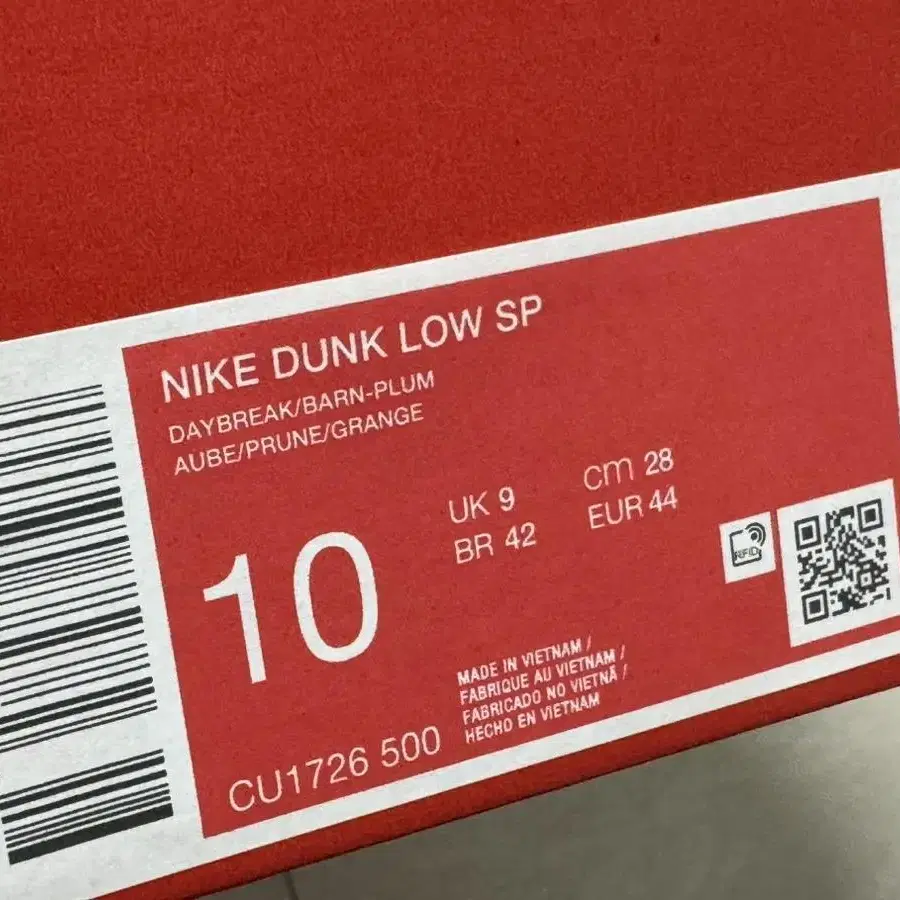 NIKE DUNK LOW SP
DAYBREAK/BARN-PLUM
AUBE/PRUNE/GRANGE
10
UK 9
cm 28
BR 42
EUR 44
RFID
MADE IN VIETNAM /
FABRIQUE AU VIETNAM /
FABRICADO NO VIETNÃ /
HECHO EN VIETNAM
CU1726 500